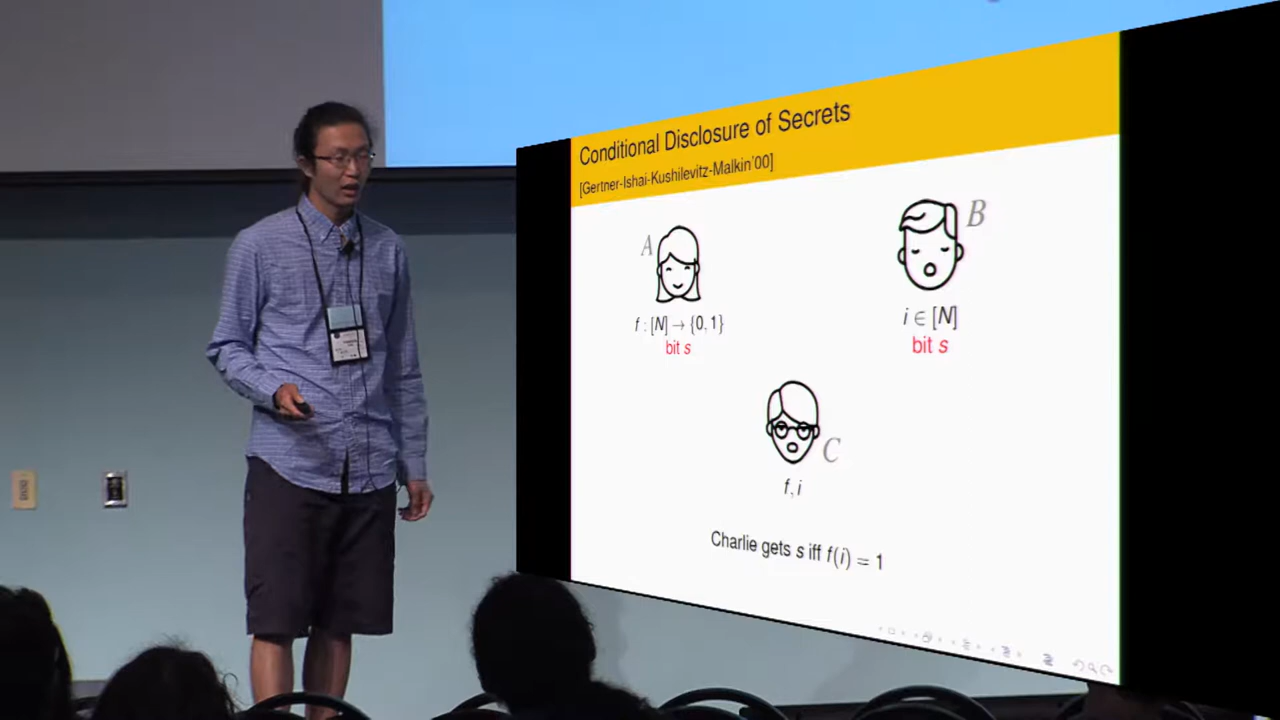 Conditional Disclosure of Secrets
[Gertner-Ishai-Kushilevitz-Malkin'00]
A
B
f : [N] → {0, 1}
bit s
i ∈ [N]
bit s
C
f, i
Charlie gets s iff f(i) = 1